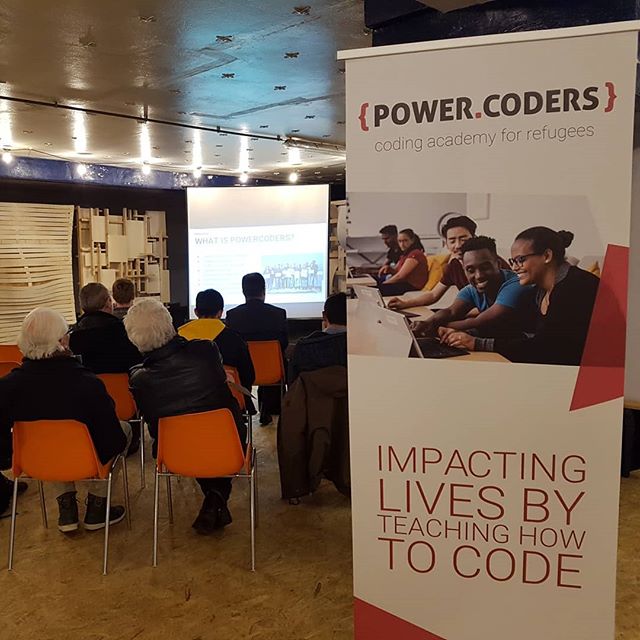 {POWER.CODERS}
coding academy for refugees
WHAT IS POWERCODERS?
IMPACTING
LIVES BY
TEACHING HOW
TO CODE